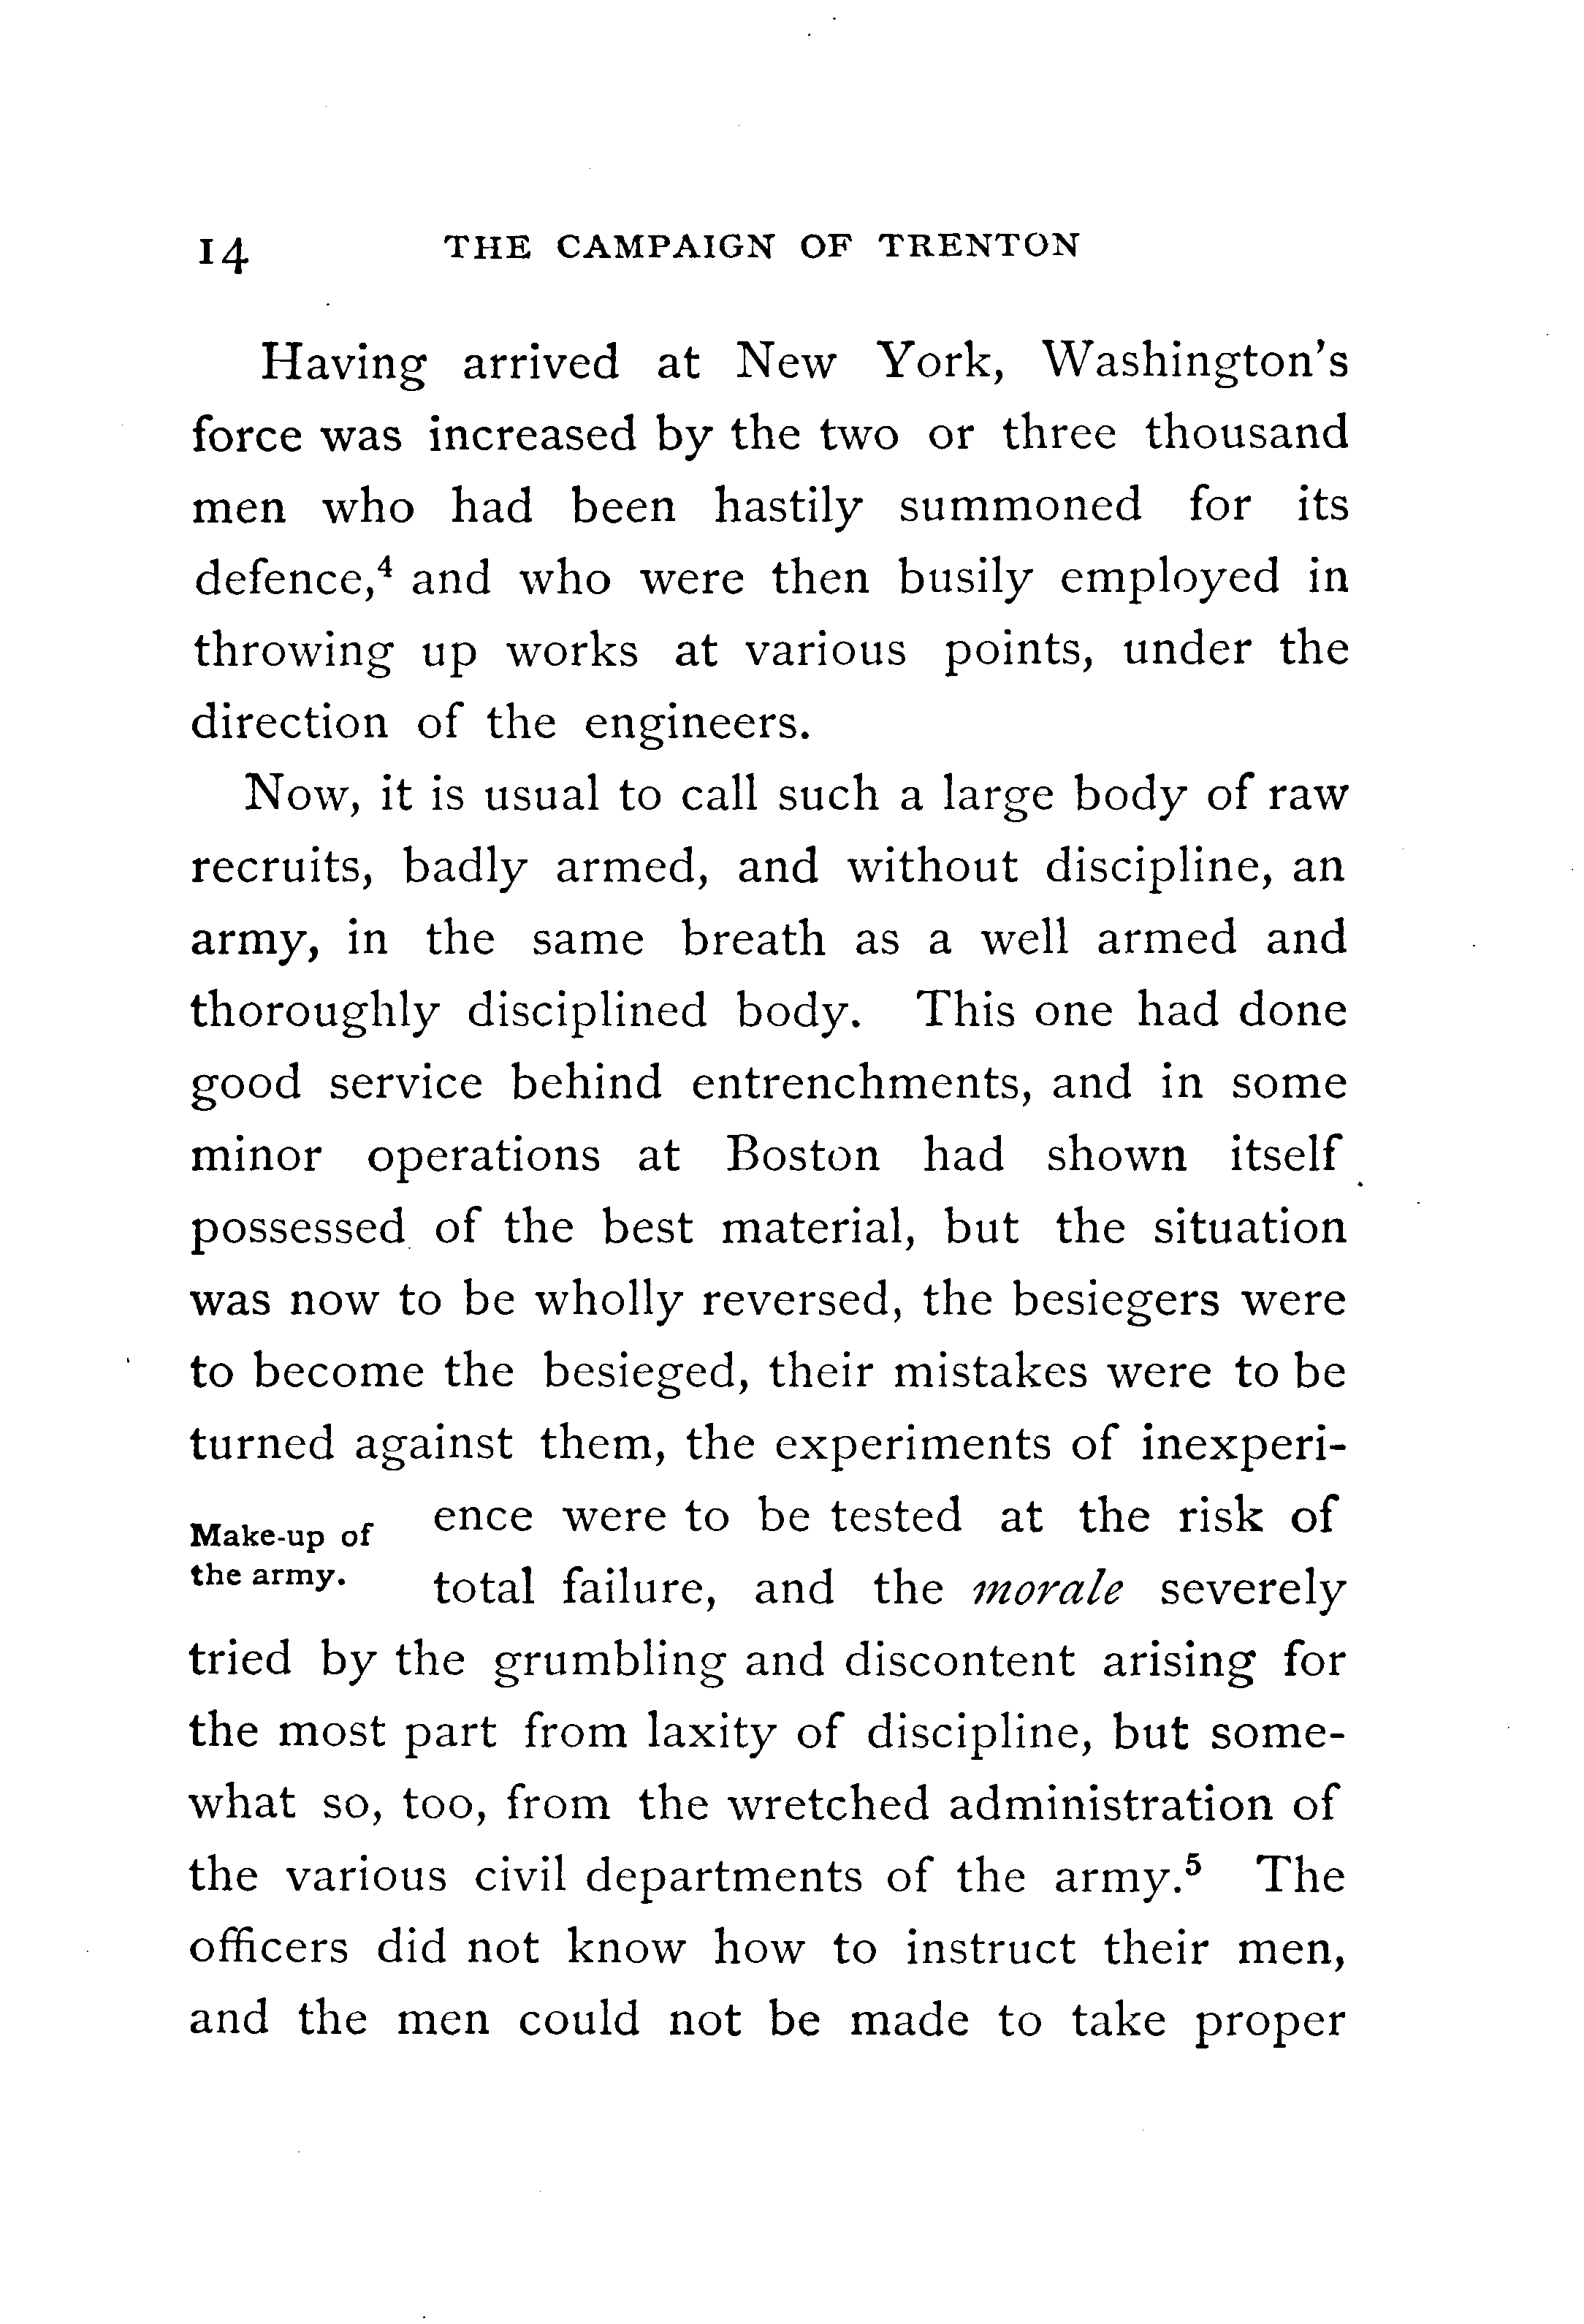 14 THE CAMPAIGN OF TRENTON
Having arrived at New York, Washington's
force was increased by the two or three thousand
men who had been hastily summoned for its
defence,4 and who were then busily employed in
throwing up works at various points, under the
direction of the engineers.
Now, it is usual to call such a large body of raw
recruits, badly armed, and without discipline, an
army, in the same breath as a well armed and
thoroughly disciplined body. This one had done
good service behind entrenchments, and in some
minor operations at Boston had shown itself
possessed of the best material, but the situation
was now to be wholly reversed, the besiegers were
to become the besieged, their mistakes were to be
turned against them, the experiments of inexperi-
Make-up of
the army.
ence were to be tested at the risk of
total failure, and the morale severely
tried by the grumbling and discontent arising for
the most part from laxity of discipline, but some-
what so, too, from the wretched administration of
the various civil departments of the army.5 The
officers did not know how to instruct their men,
and the men could not be made to take proper